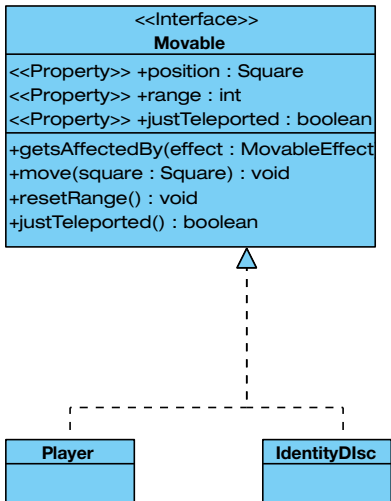 <<Interface>>
Movable
<<Property>> +position : Square
<<Property>> +range : int
<<Property>> +justTeleported : boolean
+getsAffectedBy(effect : MovableEffect
+move(square : Square) : void
+resetRange() : void
+justTeleported() : boolean
Player
IdentityDIsc